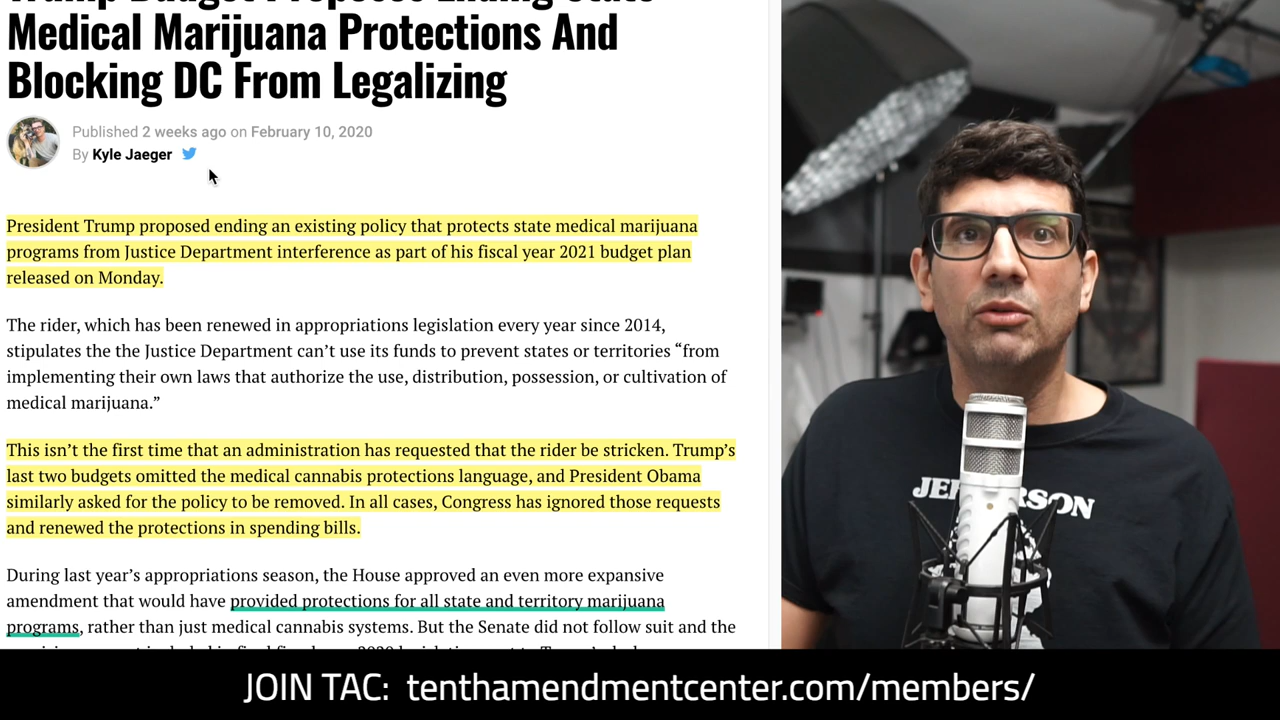 Trump Budget Proposes Ending State
Medical Marijuana Protections And
Blocking DC From Legalizing
Published 2 weeks ago on February 10, 2020
By Kyle Jaeger
President Trump proposed ending an existing policy that protects state medical marijuana
programs from Justice Department interference as part of his fiscal year 2021 budget plan
released on Monday.
The rider, which has been renewed in appropriations legislation every year since 2014,
stipulates the the Justice Department can’t use its funds to prevent states or territories “from
implementing their own laws that authorize the use, distribution, possession, or cultivation of
medical marijuana.”
This isn’t the first time that an administration has requested that the rider be stricken. Trump’s
last two budgets omitted the medical cannabis protections language, and President Obama
similarly asked for the policy to be removed. In all cases, Congress has ignored those requests
and renewed the protections in spending bills.
During last year’s appropriations season, the House approved an even more expansive
amendment that would have provided protections for all state and territory marijuana
programs, rather than just medical cannabis systems. But the Senate did not follow suit and the
JOIN TAC: tenthamendmentcenter.com/members/